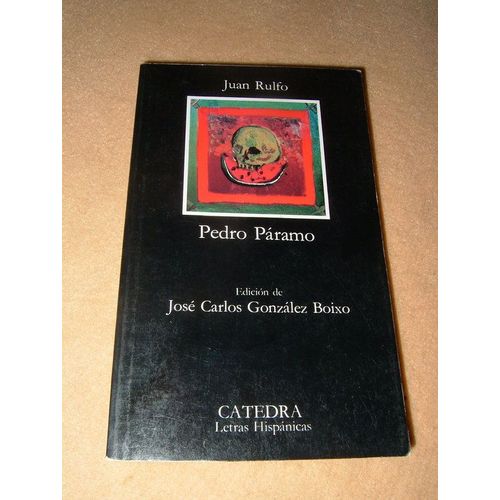 Juan Rulfo
Pedro Páramo
Edición de
José Carlos González Boixo
CATEDRA
Letras Hispánicas